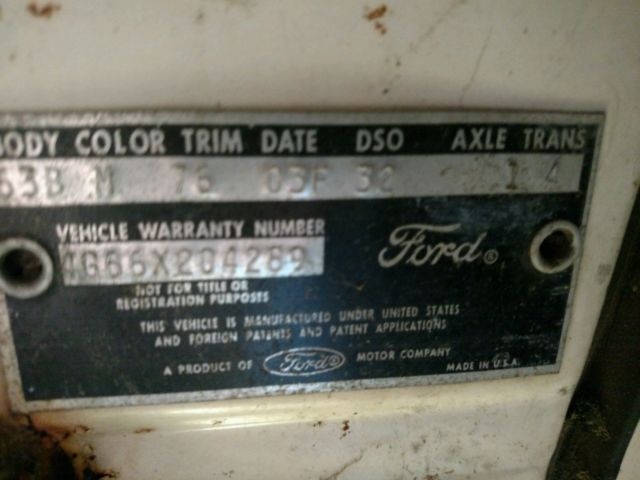 BODY COLOR TRIM DATE DSO AXLE TRANS
63B M 76 03F 32 1 4
VEHICLE WARRANTY NUMBER
4G66X204289
Ford®
NOT FOR TITLE OR
REGISTRATION PURPOSES
THIS VEHICLE IS MANUFACTURED UNDER UNITED STATES
AND FOREIGN PATENTS AND PATENT APPLICATIONS
A PRODUCT OF Ford® MOTOR COMPANY
MADE IN U.S.A.